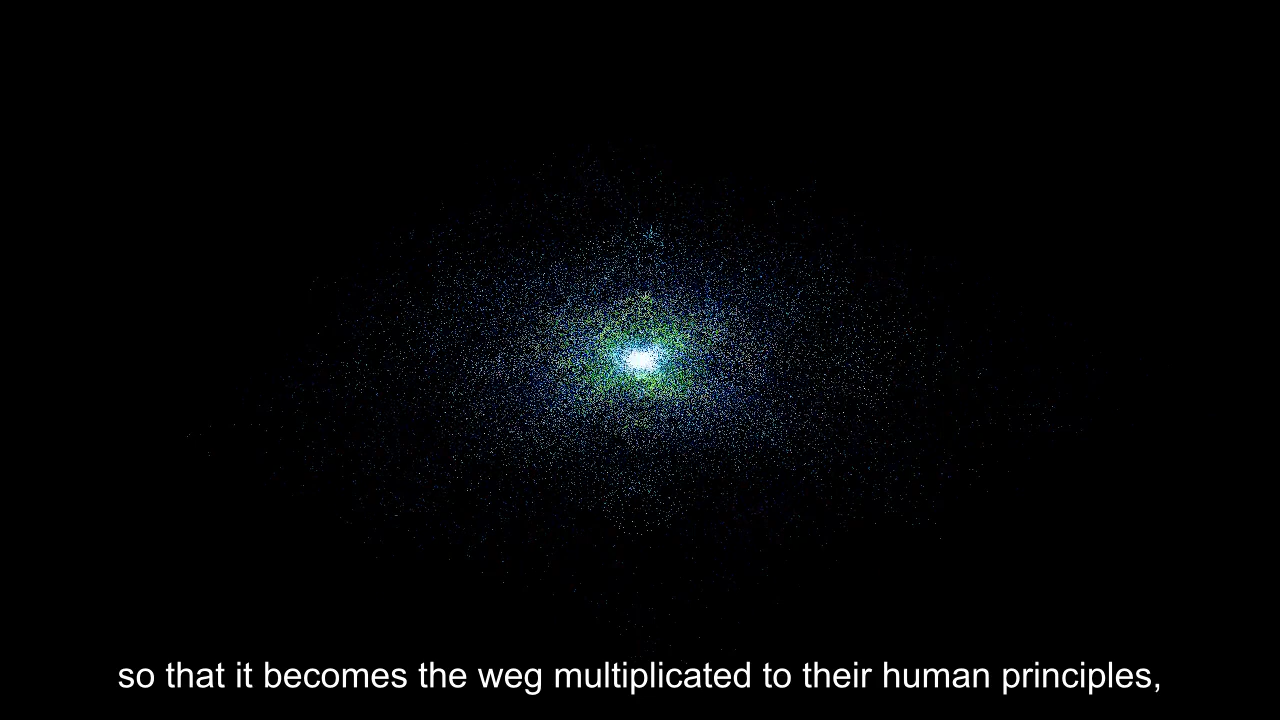 so that it becomes the weg multiplicated to their human principles,